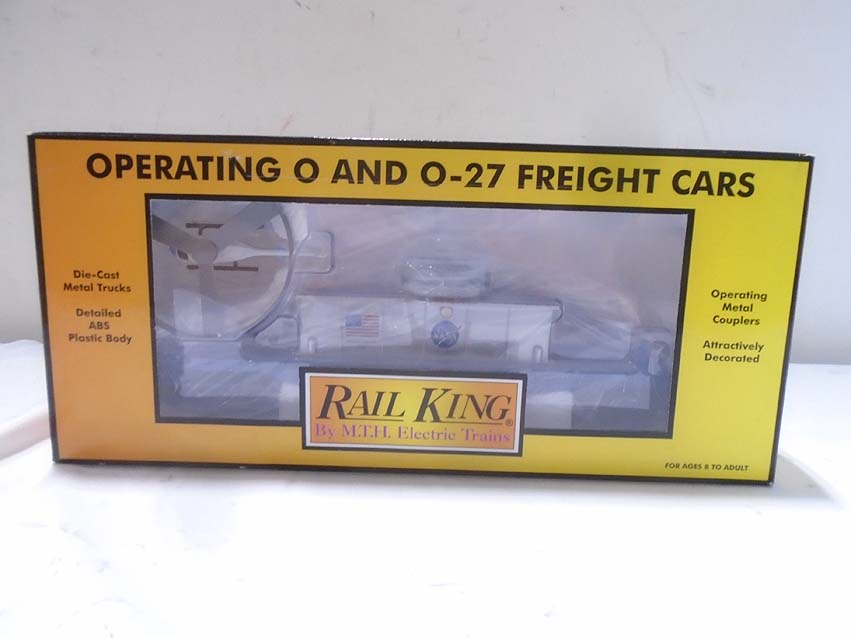 OPERATING O AND O-27 FREIGHT CARS
Die-Cast
Metal Trucks
Detailed
ABS
Plastic Body
Operating
Metal
Couplers
Attractively
Decorated
NASA
RAIL KING®
By M.T.H. Electric Trains
FOR AGES 8 TO ADULT